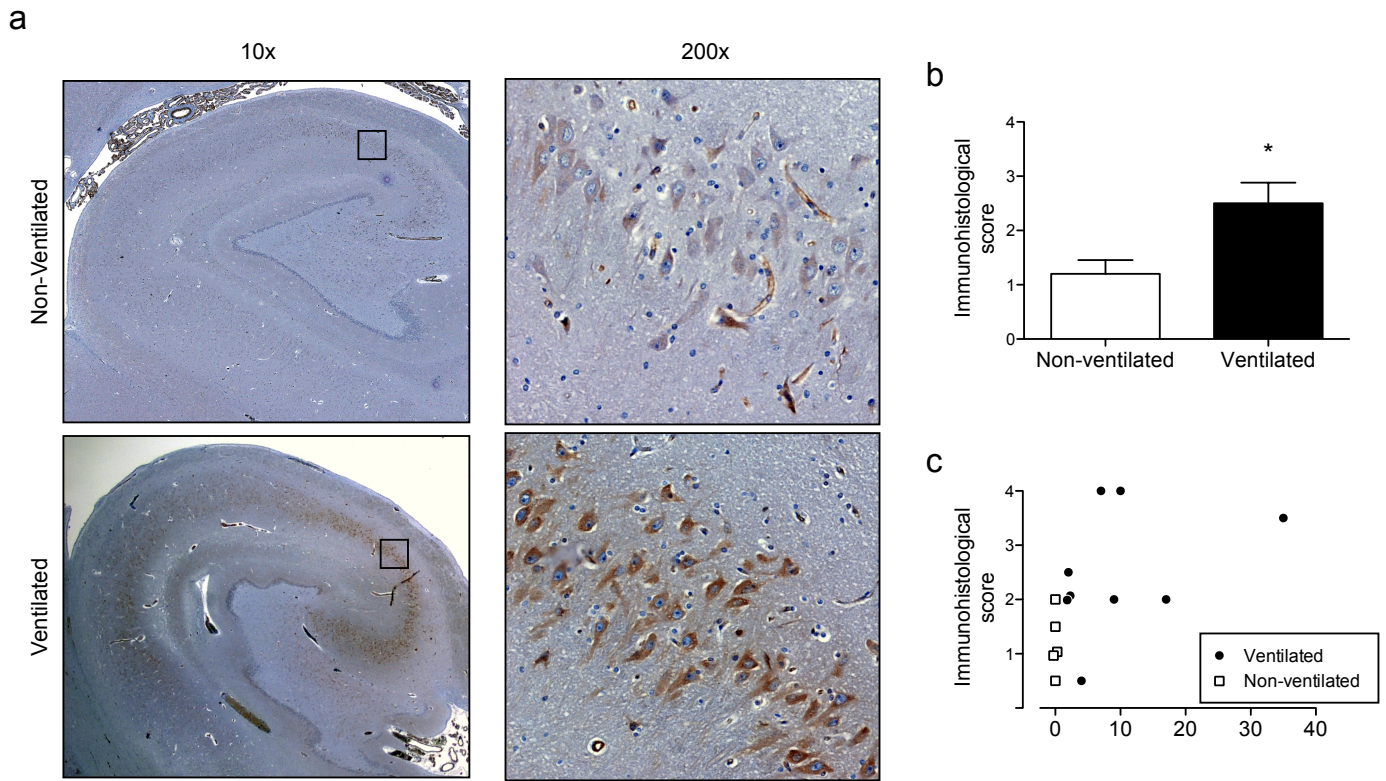 a
10x
200x
Non-Ventilated
Ventilated
b
Immunohistological
score
4
3
2
1
0
*
Non-ventilated
Ventilated
c
Immunohistological
score
4
3
2
1
Ventilated
Non-ventilated
0
10
20
30
40